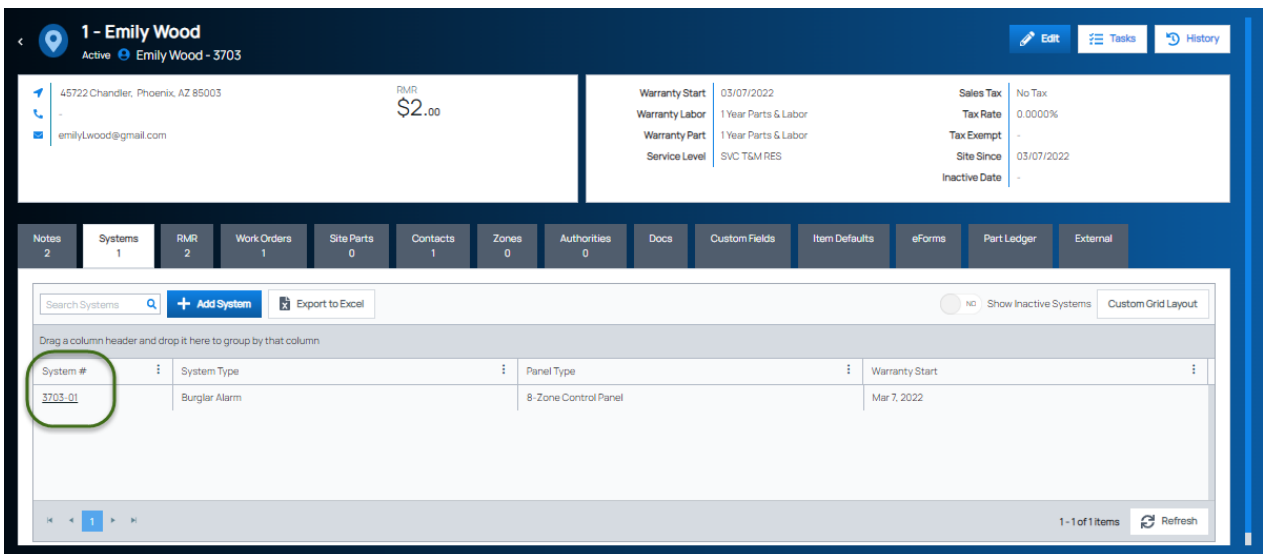 1 - Emily Wood
Active Emily Wood - 3703
Edit
Tasks
History
45722 Chandler, Phoenix, AZ 85003
-
emilyLwood@gmail.com
RMR
$2.00
Warranty Start 03/07/2022
Warranty Labor 1 Year Parts & Labor
Warranty Part 1 Year Parts & Labor
Service Level SVC T&M RES
Sales Tax No Tax
Tax Rate 0.0000%
Tax Exempt -
Site Since 03/07/2022
Inactive Date -
Notes 2
Systems 1
RMR 2
Work Orders 1
Site Parts 0
Contacts 1
Zones 0
Authorities 0
Docs
Custom Fields
Item Defaults
eForms
Part Ledger
External
Search Systems
Add System
Export to Excel
NO Show Inactive Systems
Custom Grid Layout
Drag a column header and drop it here to group by that column
System # System Type Panel Type Warranty Start
3703-01 Burglar Alarm 8-Zone Control Panel Mar 7, 2022
1
1 - 1 of 1 items
Refresh